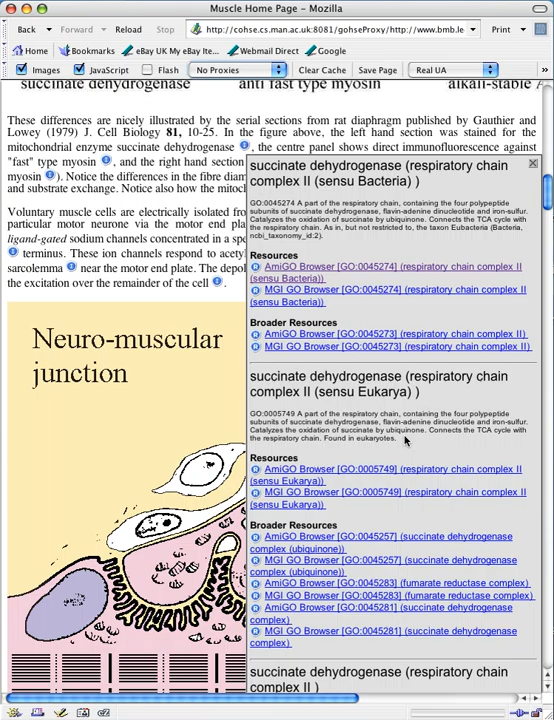 Muscle Home Page - Mozilla
Back Forward Reload Stop http://cohse.cs.man.ac.uk:8081/gohseProxy/http://www.bmb.le Print
Home Bookmarks eBay UK My eBay It... Webmail Direct Google
Images JavaScript Flash No Proxies Clear Cache Save Page Real UA
succinate dehydrogenase anti fast type myosin alkali-stable A
These differences are nicely illustrated by the serial sections from rat diaphragm published by Gauthier and
Lowey (1979) J. Cell Biology 81, 10-25. In the figure above, the left hand section was stained for the
mitochondrial enzyme succinate dehydrogenase , the centre panel shows direct immunofluorescence against
"fast" type myosin , and the right hand section
myosin ). Notice the differences in the fibre diam
and substrate exchange. Notice also how the mitoch
Voluntary muscle cells are electrically isolated fro
particular motor neurone via the motor end pla
ligand-gated sodium channels concentrated in a spe
terminus. These ion channels respond to acetyl
sarcolemma near the motor end plate. The depol
the excitation over the remainder of the cell .
Neuro-muscular
junction
succinate dehydrogenase (respiratory chain
complex II (sensu Bacteria) )
GO:0045274 A part of the respiratory chain, containing the four polypeptide
subunits of succinate dehydrogenase, flavin-adenine dinucleotide and iron-sulfur.
Catalyzes the oxidation of succinate by ubiquinone. Connects the TCA cycle
with the respiratory chain. As in, but not restricted to, the taxon Eubacteria (Bacteria,
ncbi_taxonomy_id:2).
Resources
AmiGO Browser [GO:0045274] (respiratory chain complex II
(sensu Bacteria))
MGI GO Browser [GO:0045274] (respiratory chain complex II
(sensu Bacteria))
Broader Resources
AmiGO Browser [GO:0045273] (respiratory chain complex II)
MGI GO Browser [GO:0045273] (respiratory chain complex II)
succinate dehydrogenase (respiratory chain
complex II (sensu Eukarya) )
GO:0005749 A part of the respiratory chain, containing the four polypeptide
subunits of succinate dehydrogenase, flavin-adenine dinucleotide and iron-sulfur.
Catalyzes the oxidation of succinate by ubiquinone. Connects the TCA cycle with
the respiratory chain. Found in eukaryotes.
Resources
AmiGO Browser [GO:0005749] (respiratory chain complex II
(sensu Eukarya))
MGI GO Browser [GO:0005749] (respiratory chain complex II
(sensu Eukarya))
Broader Resources
AmiGO Browser [GO:0045257] (succinate dehydrogenase
complex (ubiquinone))
MGI GO Browser [GO:0045257] (succinate dehydrogenase
complex (ubiquinone))
AmiGO Browser [GO:0045283] (fumarate reductase complex)
MGI GO Browser [GO:0045283] (fumarate reductase complex)
AmiGO Browser [GO:0045281] (succinate dehydrogenase
complex)
MGI GO Browser [GO:0045281] (succinate dehydrogenase
complex)
succinate dehydrogenase (respiratory chain
complex II )